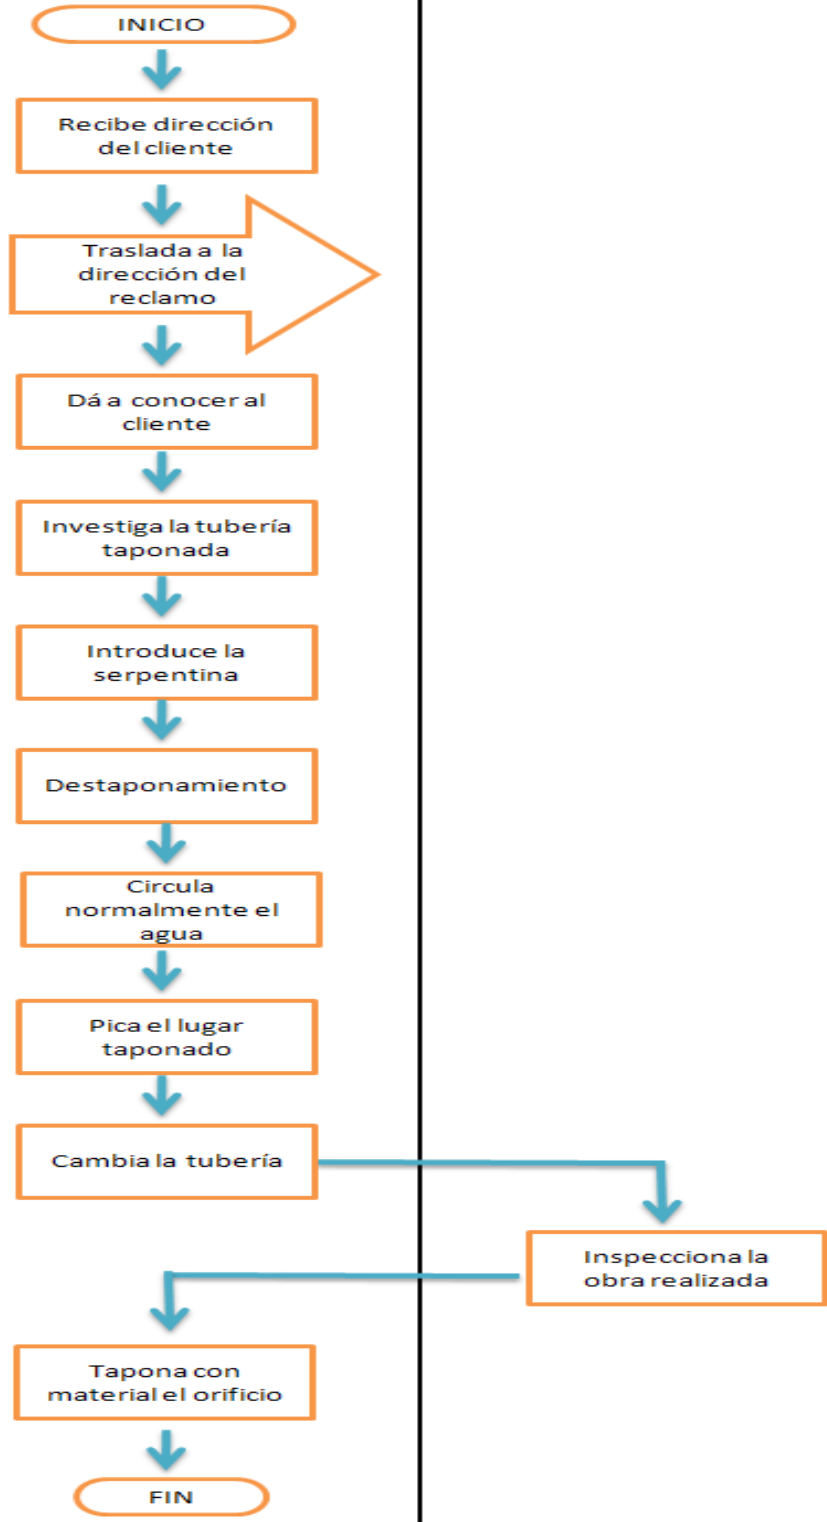 INICIO
Recibe dirección
del cliente
Traslada a la
dirección del
reclamo
Dá a conocer al
cliente
Investiga la tubería
taponada
Introduce la
serpentina
Destaponamiento
Circula
normalmente el
agua
Pica el lugar
taponado
Cambia la tubería
Inspecciona la
obra realizada
Tapona con
material el orificio
FIN